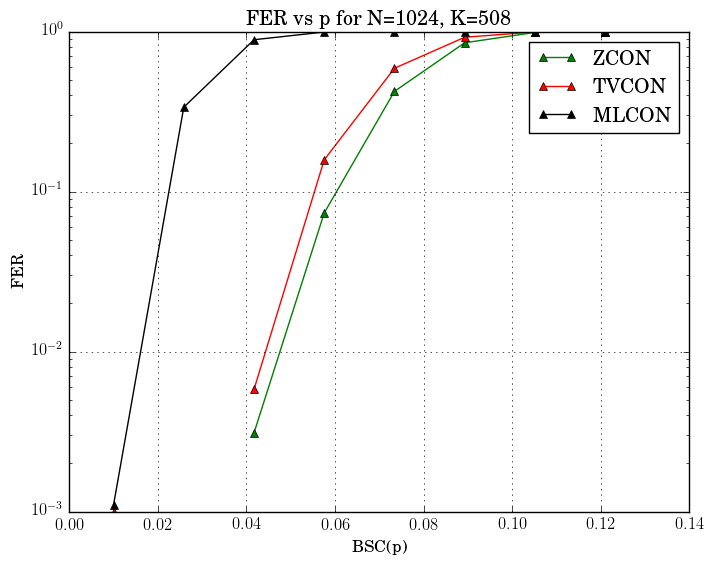 FER vs p for N=1024, K=508
ZCON
TVCON
MLCON
10^0
10^-1
10^-2
10^-3
FER
0.00 0.02 0.04 0.06 0.08 0.10 0.12 0.14
BSC(p)